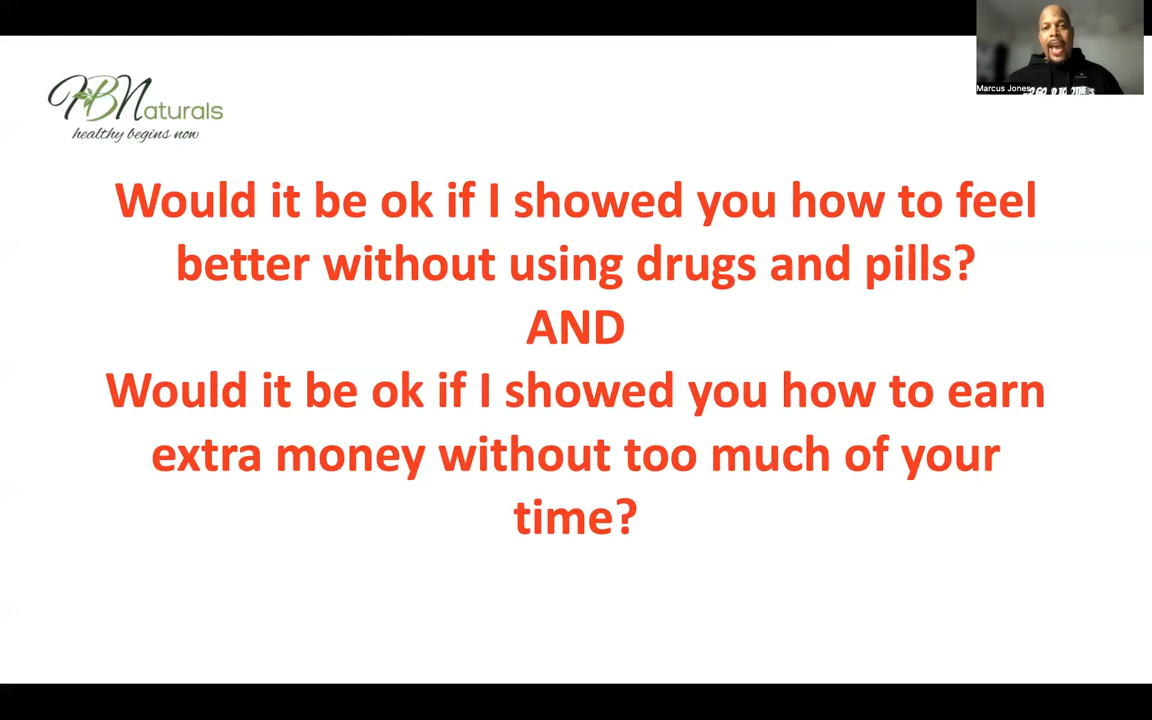 HBNaturals
healthy begins now
Marcus Jones
Would it be ok if I showed you how to feel
better without using drugs and pills?
AND
Would it be ok if I showed you how to earn
extra money without too much of your
time?